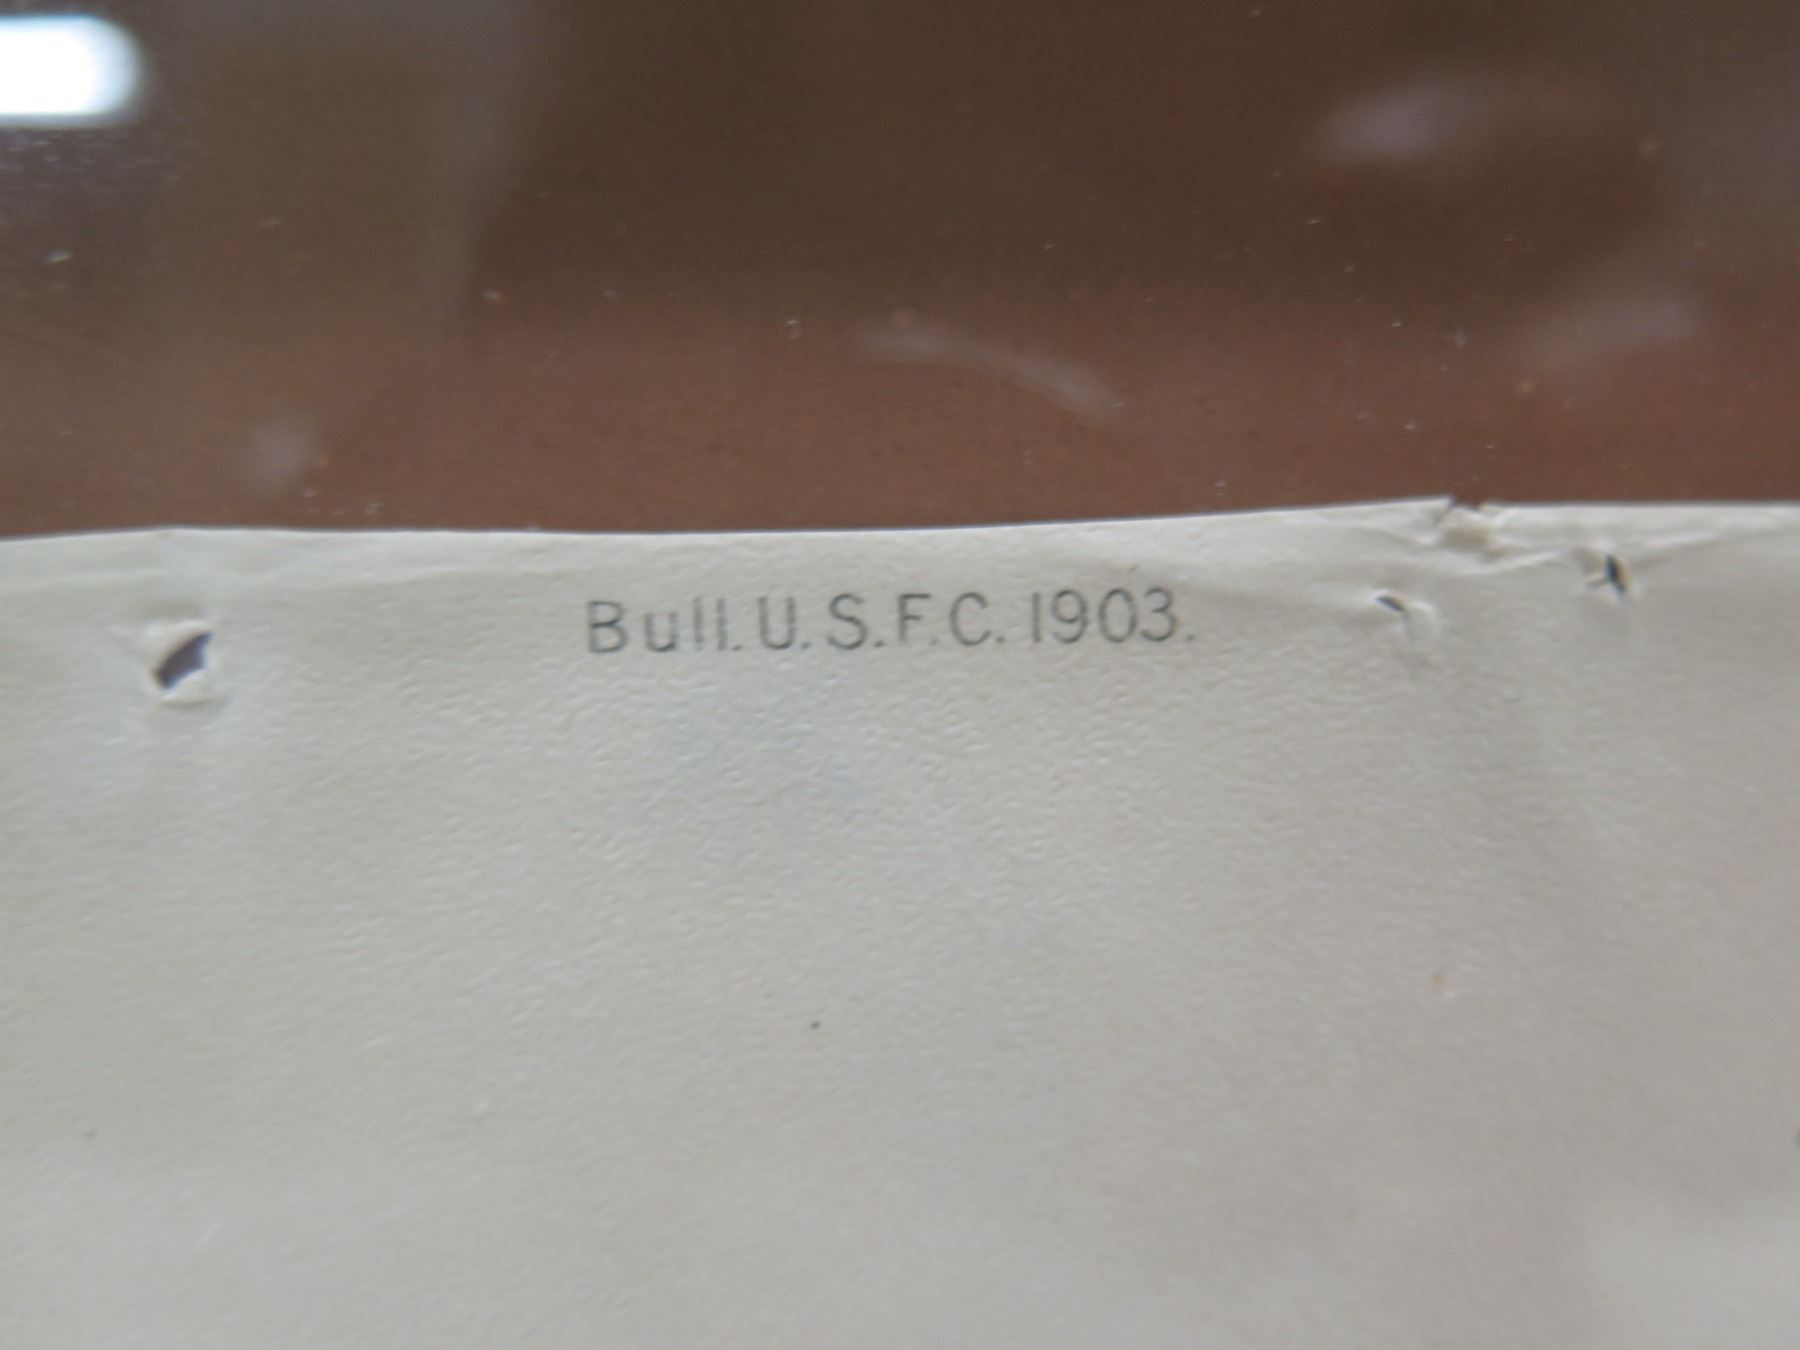 Bull. U. S. F. C. 1903.